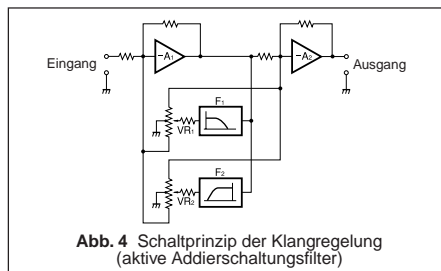 Eingang
–A₁
–A₂
Ausgang
F₁
VR₁
F₂
VR₂
Abb. 4 Schaltprinzip der Klangregelung
(aktive Addierschaltungsfilter)